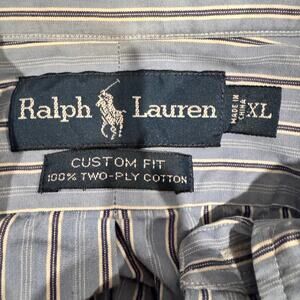 Ralph Lauren
MADE IN
CHINA
XL
CUSTOM FIT
100% TWO-PLY COTTON